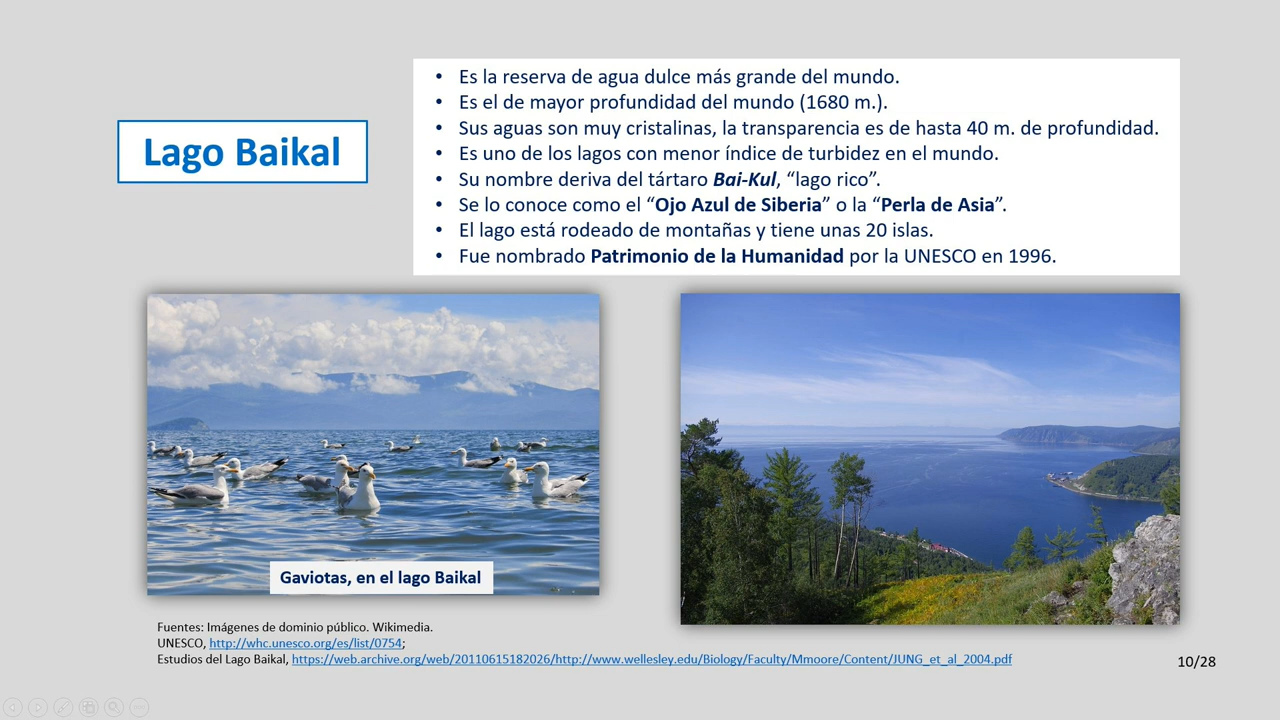 Lago Baikal
• Es la reserva de agua dulce más grande del mundo.
• Es el de mayor profundidad del mundo (1680 m.).
• Sus aguas son muy cristalinas, la transparencia es de hasta 40 m. de profundidad.
• Es uno de los lagos con menor índice de turbidez en el mundo.
• Su nombre deriva del tártaro Bai-Kul, “lago rico”.
• Se lo conoce como el “Ojo Azul de Siberia” o la “Perla de Asia”.
• El lago está rodeado de montañas y tiene unas 20 islas.
• Fue nombrado Patrimonio de la Humanidad por la UNESCO en 1996.
Gaviotas, en el lago Baikal
Fuentes: Imágenes de dominio público. Wikimedia.
UNESCO, http://whc.unesco.org/es/list/0754;
Estudios del Lago Baikal, https://web.archive.org/web/20110615182026/http://www.wellesley.edu/Biology/Faculty/Mmoore/Content/JUNG_et_al_2004.pdf
10/28